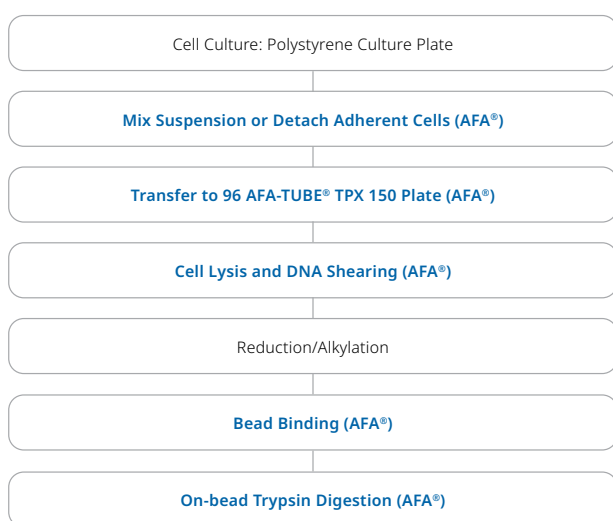 Cell Culture: Polystyrene Culture Plate
Mix Suspension or Detach Adherent Cells (AFA®)
Transfer to 96 AFA-TUBE® TPX 150 Plate (AFA®)
Cell Lysis and DNA Shearing (AFA®)
Reduction/Alkylation
Bead Binding (AFA®)
On-bead Trypsin Digestion (AFA®)